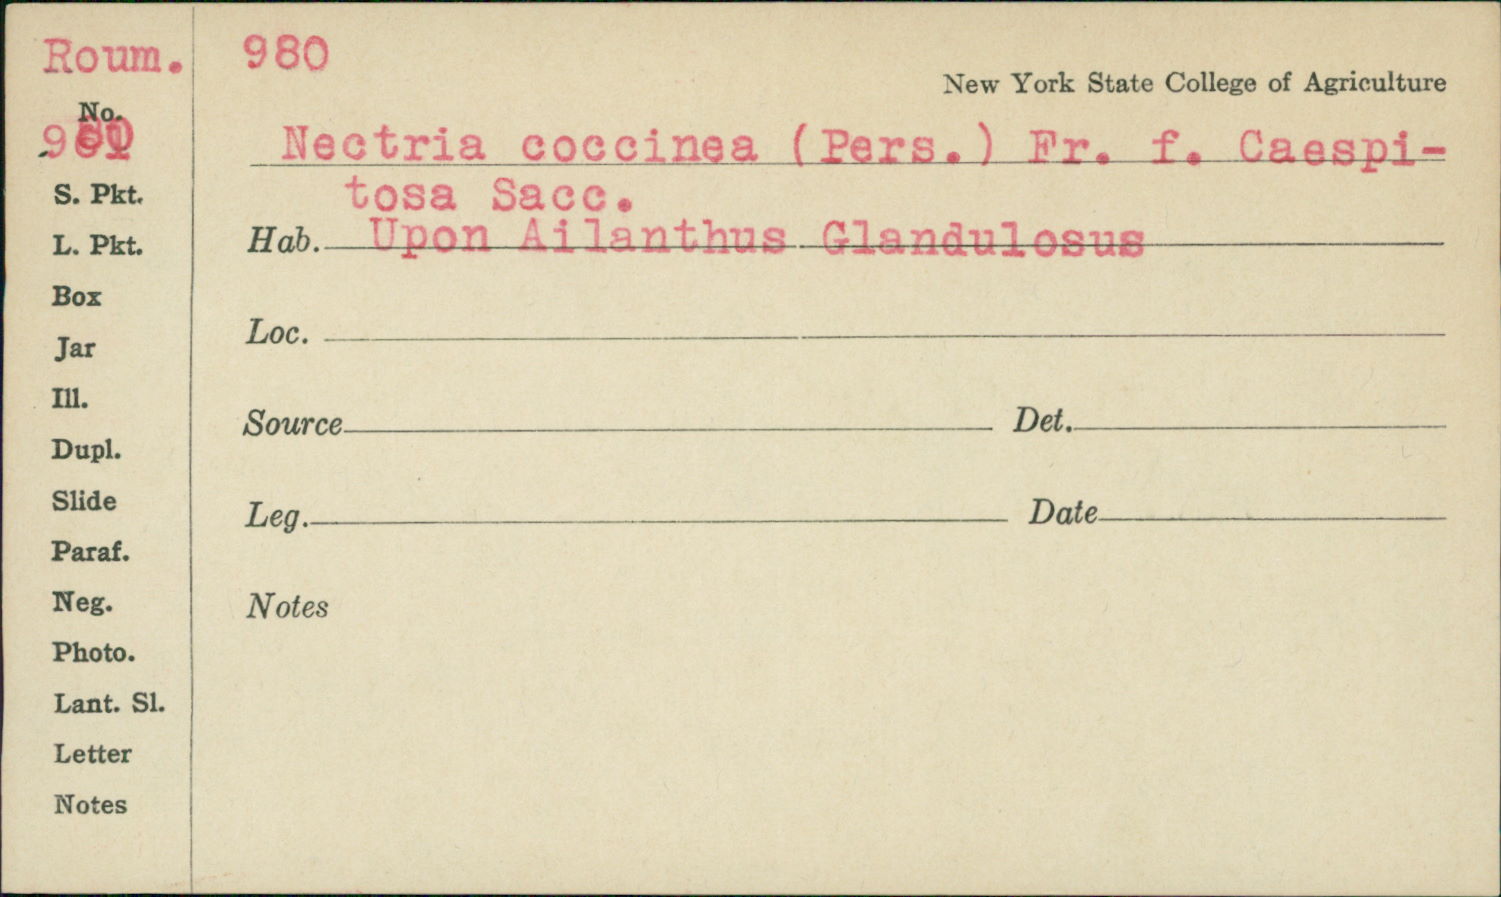 Roum. 980
New York State College of Agriculture
No.
980
Nectria coccinea (Pers.) Fr. f. Caespi-
tosa Sacc.
Hab. Upon Ailanthus Glandulosus
Loc.
Source Det.
Leg. Date
Notes
S. Pkt.
L. Pkt.
Box
Jar
Ill.
Dupl.
Slide
Paraf.
Neg.
Photo.
Lant. Sl.
Letter
Notes